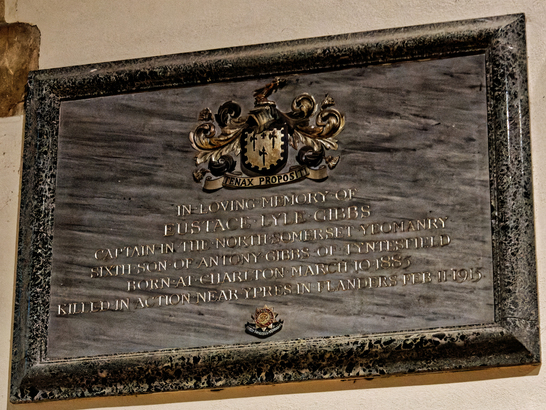 TENAX PROPOSITI
IN LOVING MEMORY OF
EUSTACE LYLE GIBBS
CAPTAIN IN THE NORTH SOMERSET YEOMANRY
SIXTH SON OF ANTONY GIBBS OF TYNTESFIELD
BORN AT CHARLTON MARCH 10 1885
KILLED IN ACTION NEAR YPRES IN FLANDERS FEB 11 1915